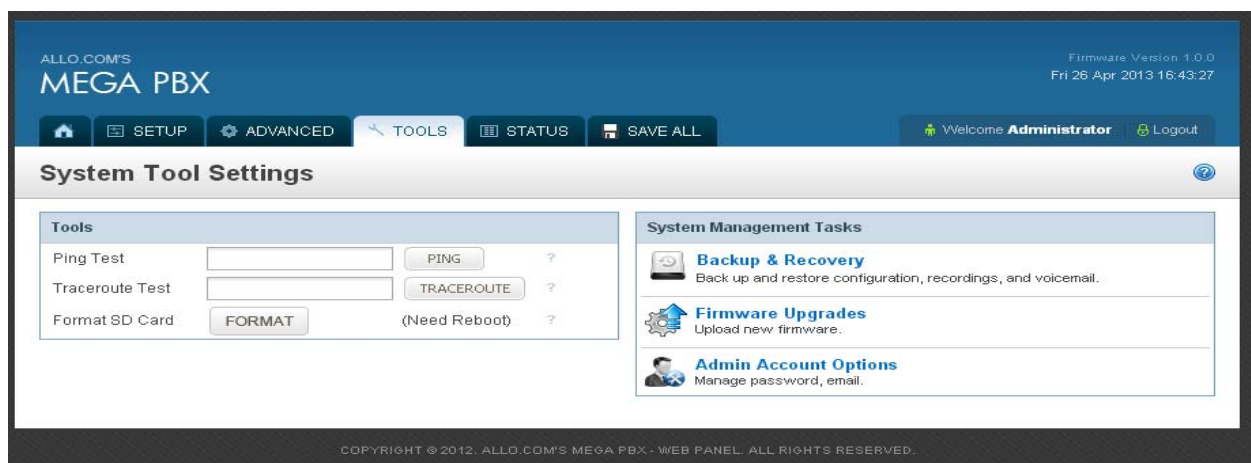 ALLO.COM'S
MEGA PBX
Firmware Version 1.0.0
Fri 26 Apr 2013 16:43:27
SETUP ADVANCED TOOLS STATUS SAVE ALL Welcome Administrator Logout
System Tool Settings ?
Tools
Ping Test PING ?
Traceroute Test TRACEROUTE ?
Format SD Card FORMAT (Need Reboot) ?
System Management Tasks
Backup & Recovery
Back up and restore configuration, recordings, and voicemail.
Firmware Upgrades
Upload new firmware.
Admin Account Options
Manage password, email.
COPYRIGHT © 2012. ALLO.COM'S MEGA PBX - WEB PANEL. ALL RIGHTS RESERVED.